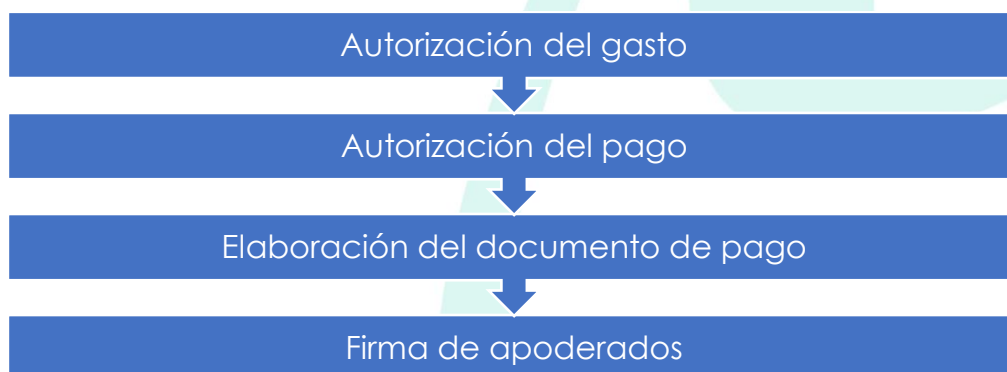 Autorización del gasto
Autorización del pago
Elaboración del documento de pago
Firma de apoderados